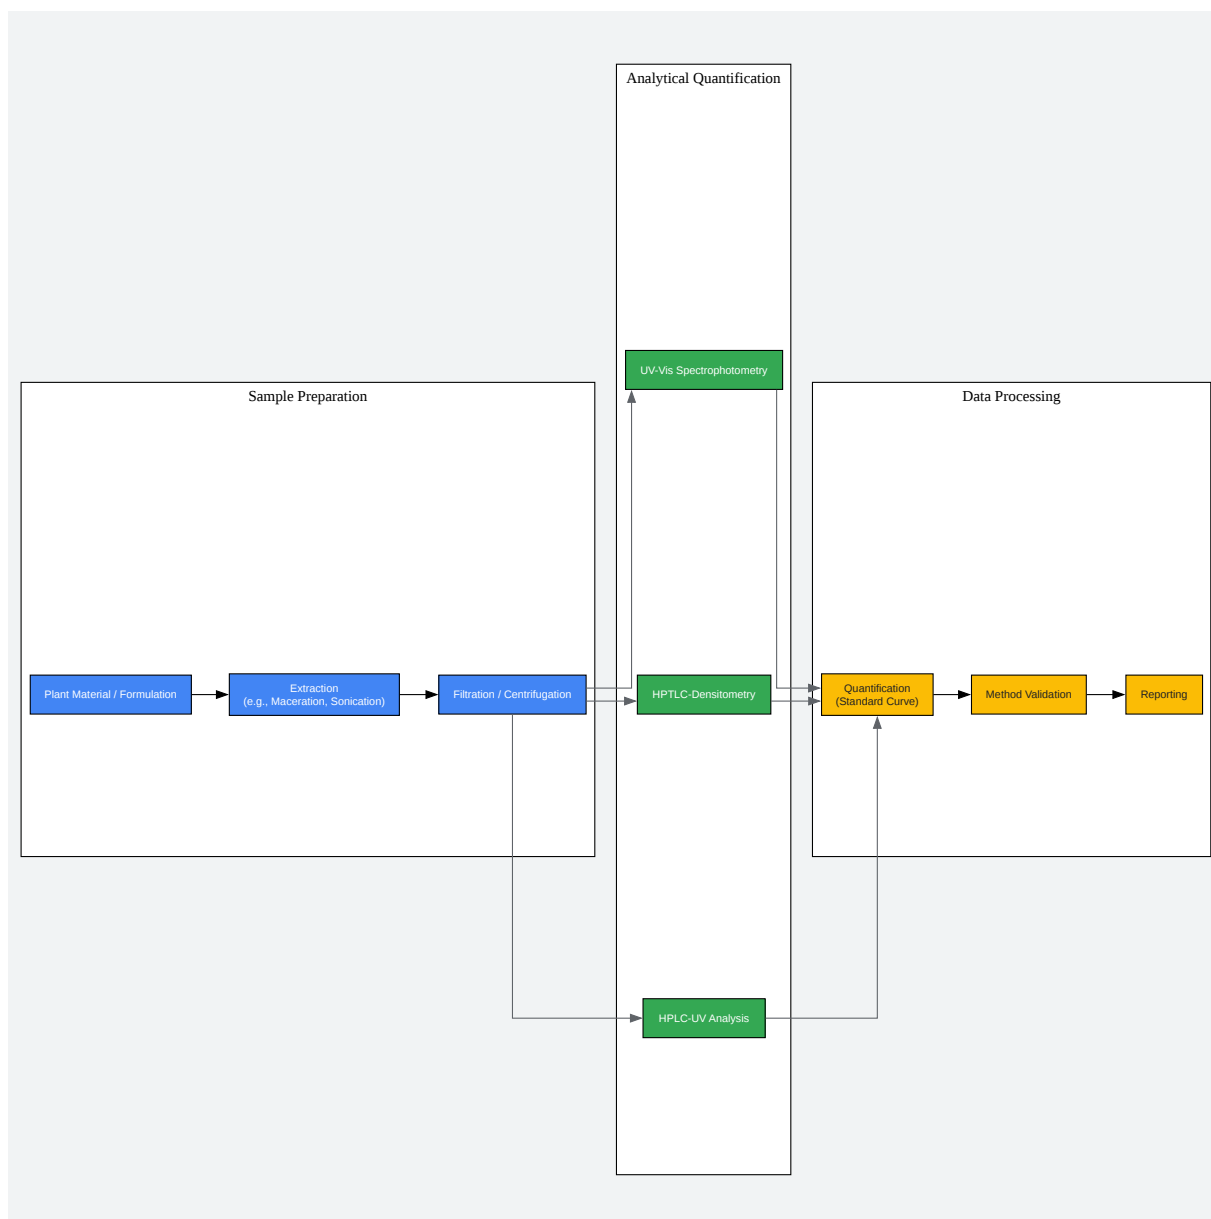 Sample Preparation
Plant Material / Formulation
Extraction
(e.g., Maceration, Sonication)
Filtration / Centrifugation
Analytical Quantification
UV-Vis Spectrophotometry
HPTLC-Densitometry
HPLC-UV Analysis
Data Processing
Quantification
(Standard Curve)
Method Validation
Reporting